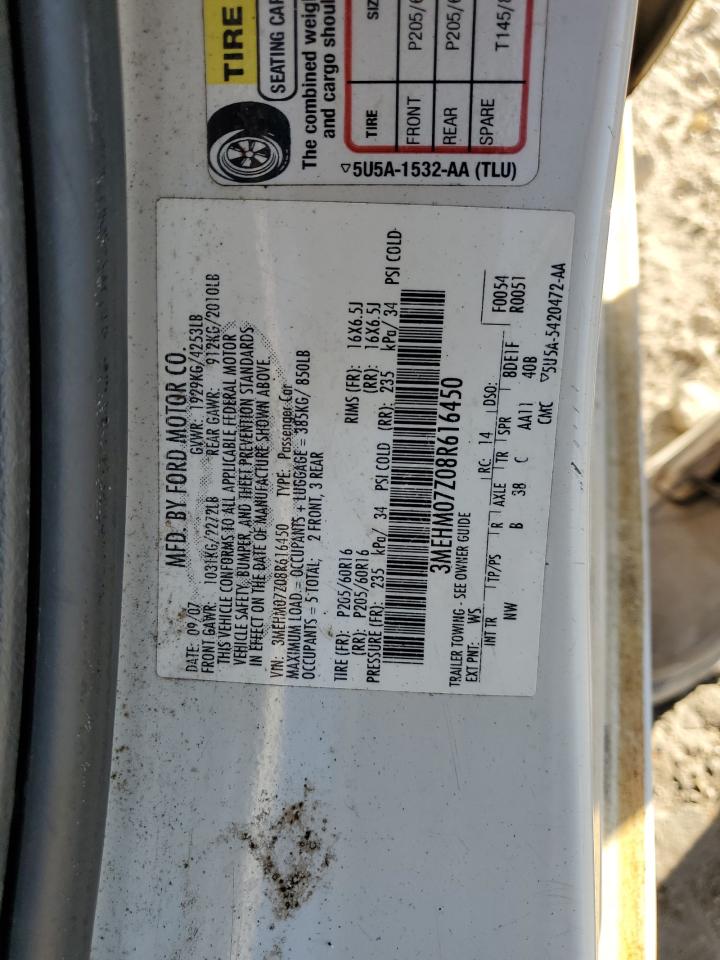 TIRE
SEATING CAP
The combined weigh
and cargo shoul
TIRE SIZ
FRONT P205/6
REAR P205/6
SPARE T145/8
▽5U5A-1532-AA (TLU)
MFD. BY FORD MOTOR CO.
DATE: 09/07 GVWR: 1929KG/4253LB
FRONT GAWR: 1031KG/2272LB REAR GAWR: 912KG/2010LB
THIS VEHICLE CONFORMS TO ALL APPLICABLE FEDERAL MOTOR
VEHICLE SAFETY, BUMPER, AND THEFT PREVENTION STANDARDS
IN EFFECT ON THE DATE OF MANUFACTURE SHOWN ABOVE.
VIN: 3MEHM07Z08R616450 TYPE: Passenger Car
MAXIMUM LOAD = OCCUPANTS + LUGGAGE = 385KG/ 850LB
OCCUPANTS = 5 TOTAL; 2 FRONT, 3 REAR
TIRE (FR): P205/60R16 RIMS (FR): 16X6.5J
(RR): P205/60R16 (RR): 16X6.5J
PRESSURE (FR): 235 kPa/ 34 PSI COLD (RR): 235 kPa/ 34 PSI COLD
3MEHM07Z08R616450
TRAILER TOWING - SEE OWNER GUIDE
EXT PNT: WS RC: 14 DSO: F0054
R0051
INT TR TP/PS R AXLE TR SPR 8DE1F
NW B 38 C AA11 40B
CMC ▽5U5A-5420472-AA